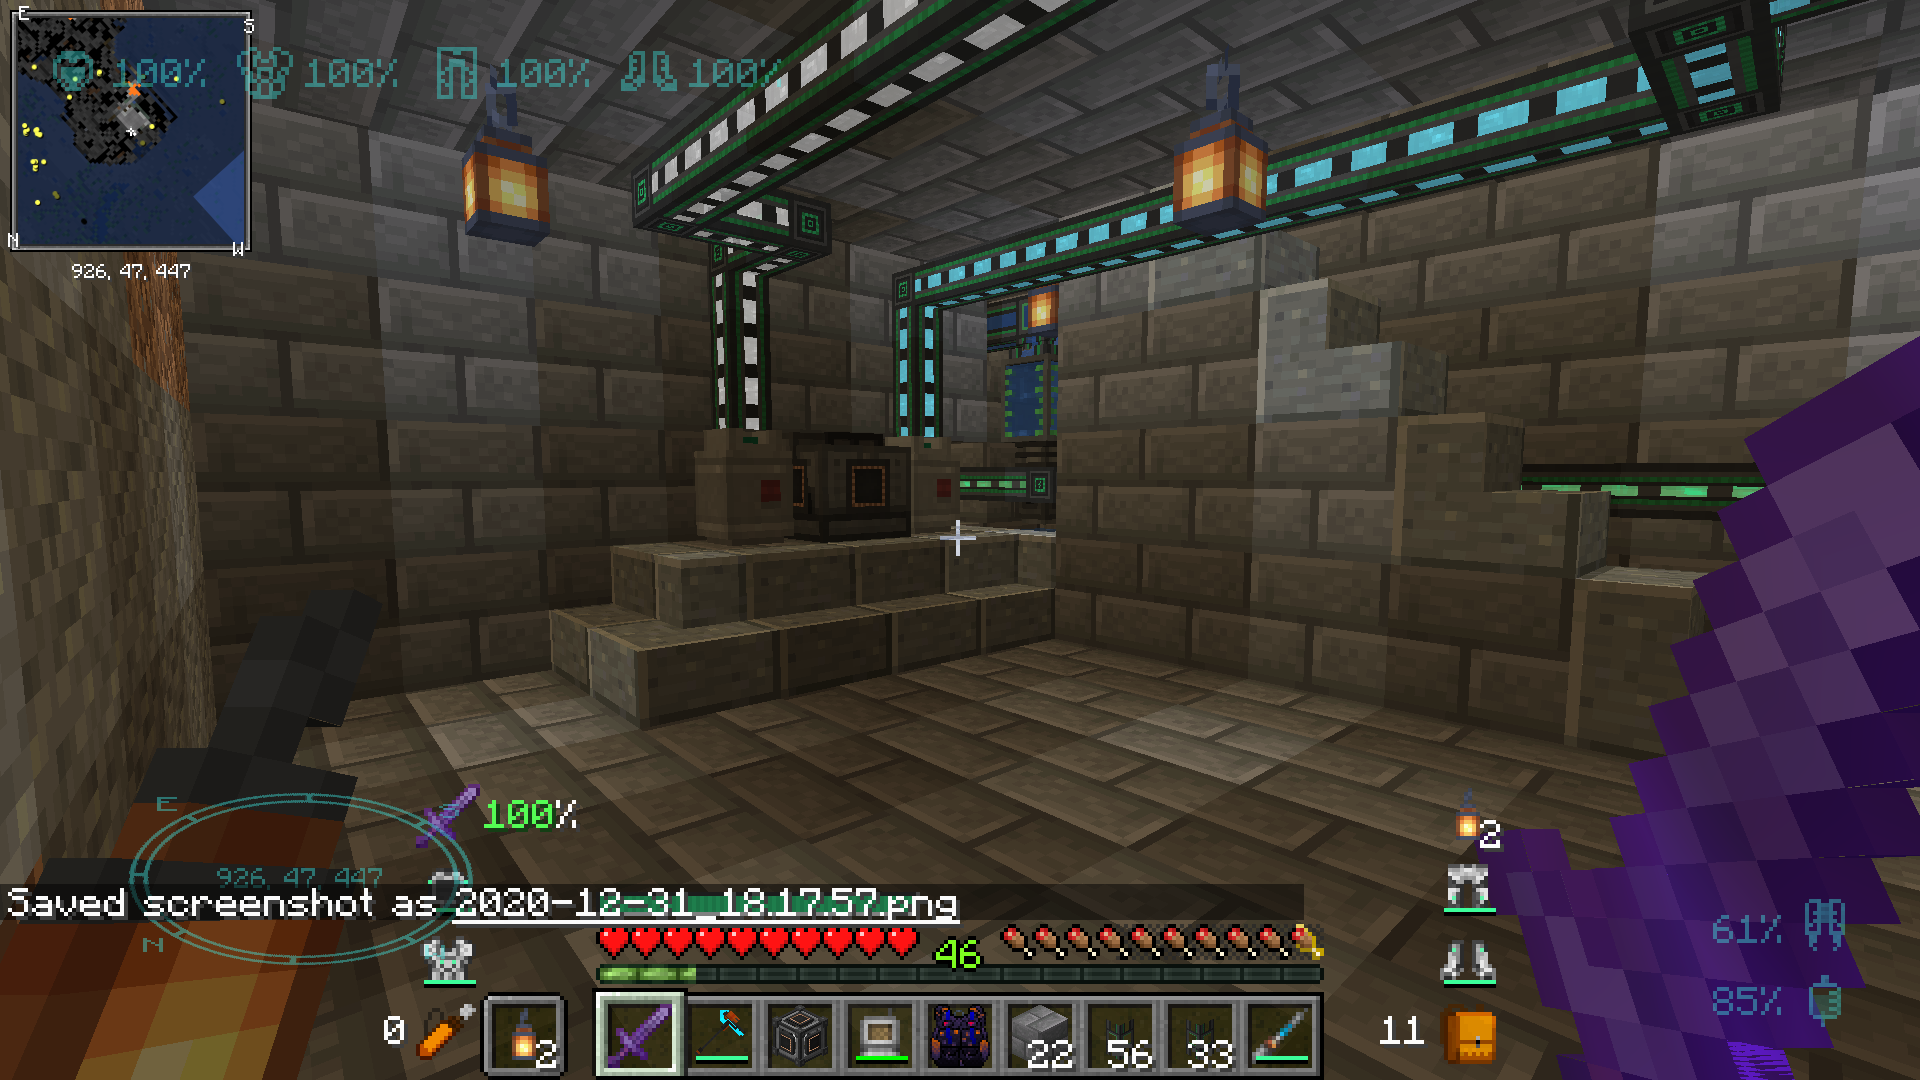 E
S
100% 100% 100% 100%
N
W
926, 47, 447
100%
2
E
926, 47, 447
Saved screenshot as 2020-12-31_18.17.57.png
N
61%
46
85%
0
2
22
56
33
11